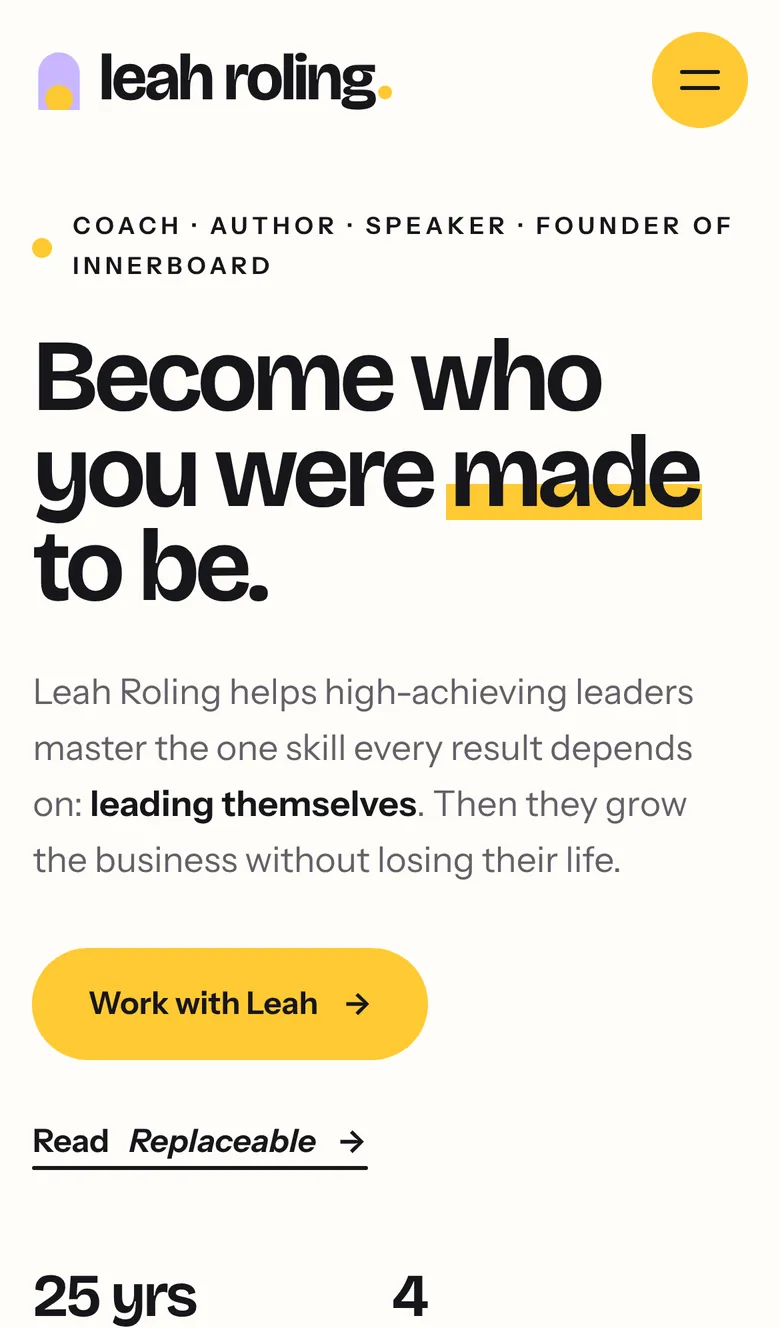 leah roling.
COACH · AUTHOR · SPEAKER · FOUNDER OF
INNERBOARD
Become who
you were made
to be.
Leah Roling helps high-achieving leaders
master the one skill every result depends
on: leading themselves. Then they grow
the business without losing their life.
Work with Leah →
Read Replaceable →
25 yrs
4